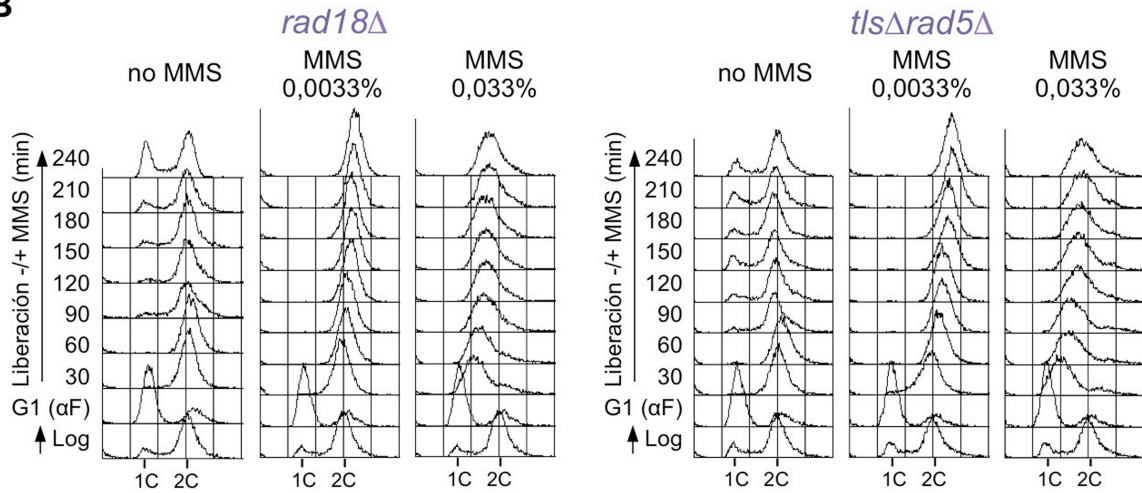 B
rad18Δ
no MMS
MMS
0,0033%
MMS
0,033%
Liberación -/+ MMS (min)
240
210
180
150
120
90
60
30
G1 (αF)
Log
1C 2C
1C 2C
1C 2C
tlsΔrad5Δ
no MMS
MMS
0,0033%
MMS
0,033%
Liberación -/+ MMS (min)
240
210
180
150
120
90
60
30
G1 (αF)
Log
1C 2C
1C 2C
1C 2C